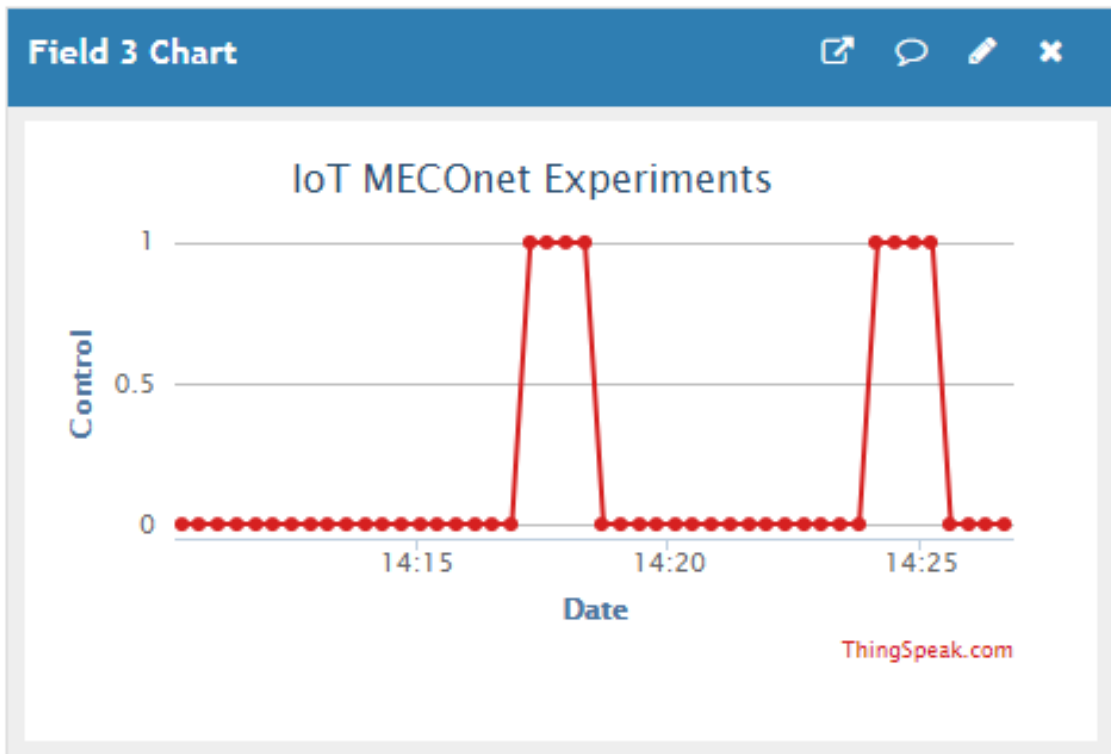 Field 3 Chart
IoT MECOnet Experiments
1
0.5
0
Control
14:15 14:20 14:25
Date
ThingSpeak.com